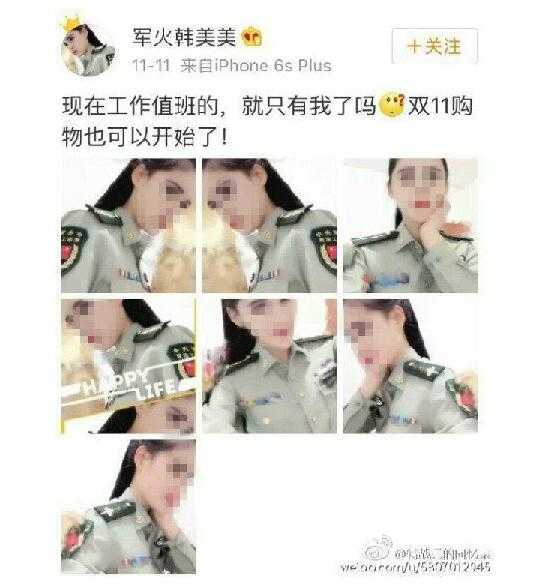 军火韩美美
+关注
11-11 来自iPhone 6s Plus
现在工作值班的，就只有我了吗双11购
物也可以开始了！
HAPPY
LIFE